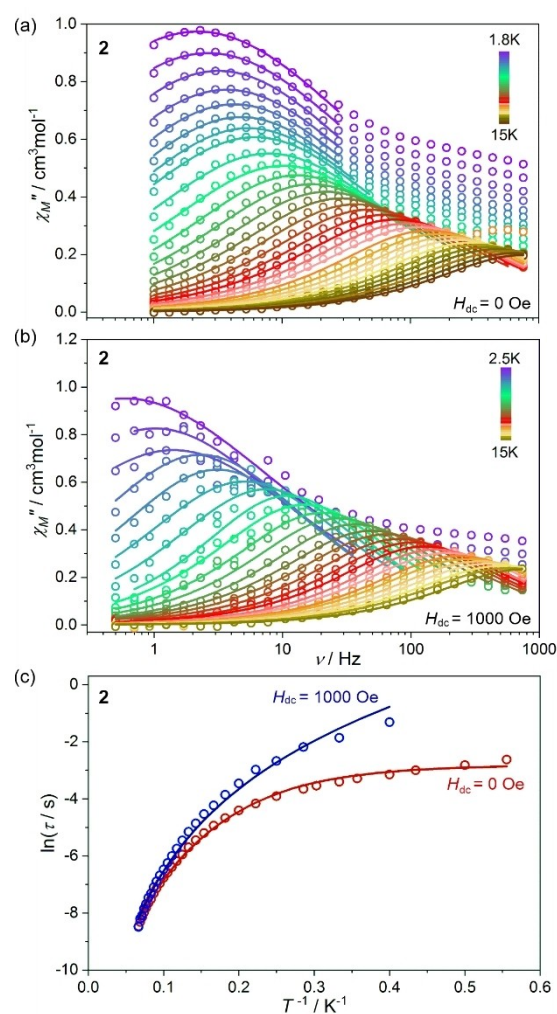 (a)
2
1.8K
15K
1.0
0.8
0.6
0.4
0.2
0.0
χM″ / cm³mol⁻¹
Hdc = 0 Oe
(b)
2
2.5K
15K
1.2
1.0
0.8
0.6
0.4
0.2
0.0
χM″ / cm³mol⁻¹
Hdc = 1000 Oe
1 10 100 1000
ν / Hz
(c)
2
Hdc = 1000 Oe
Hdc = 0 Oe
0
-2
-4
-6
-8
-10
ln(τ / s)
0.0 0.1 0.2 0.3 0.4 0.5 0.6
T⁻¹ / K⁻¹